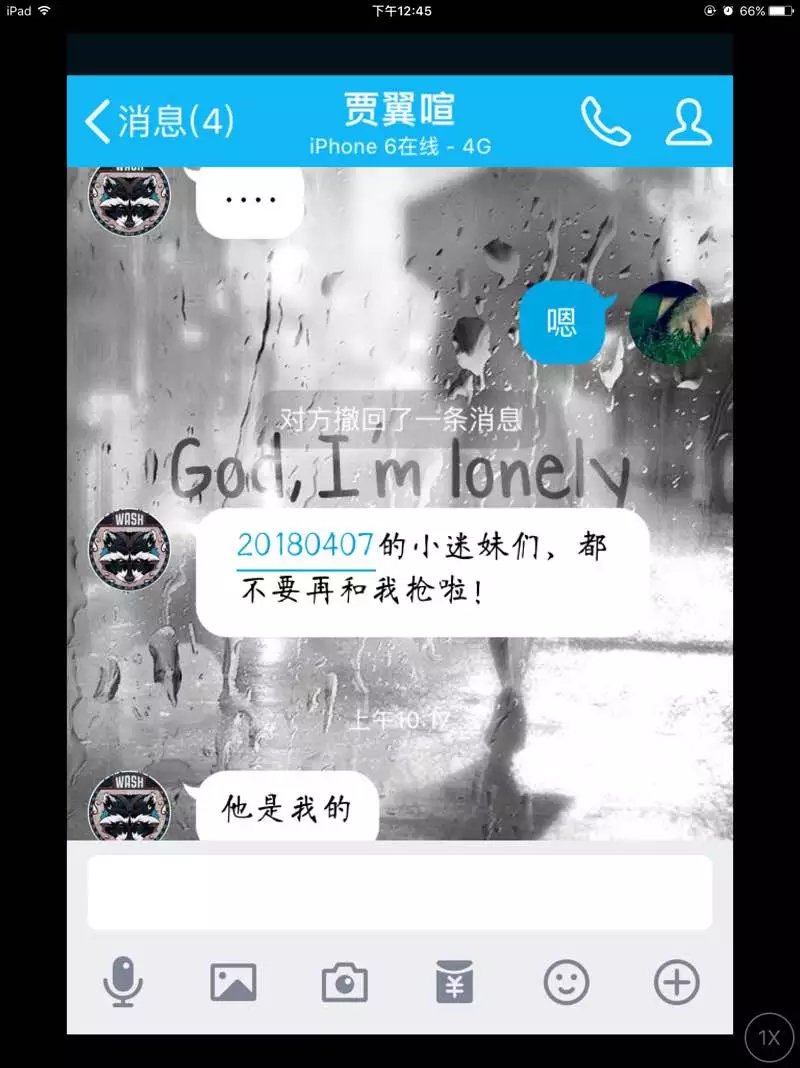 iPad
下午12:45
66%
消息(4)
贾翼喧
iPhone 6在线 - 4G
WASH
....
嗯
对方撤回了一条消息
God, I'm lonely
WASH
20180407的小迷妹们，都
不要再和我抢啦!
上午10:17
WASH
他是我的
¥
1X